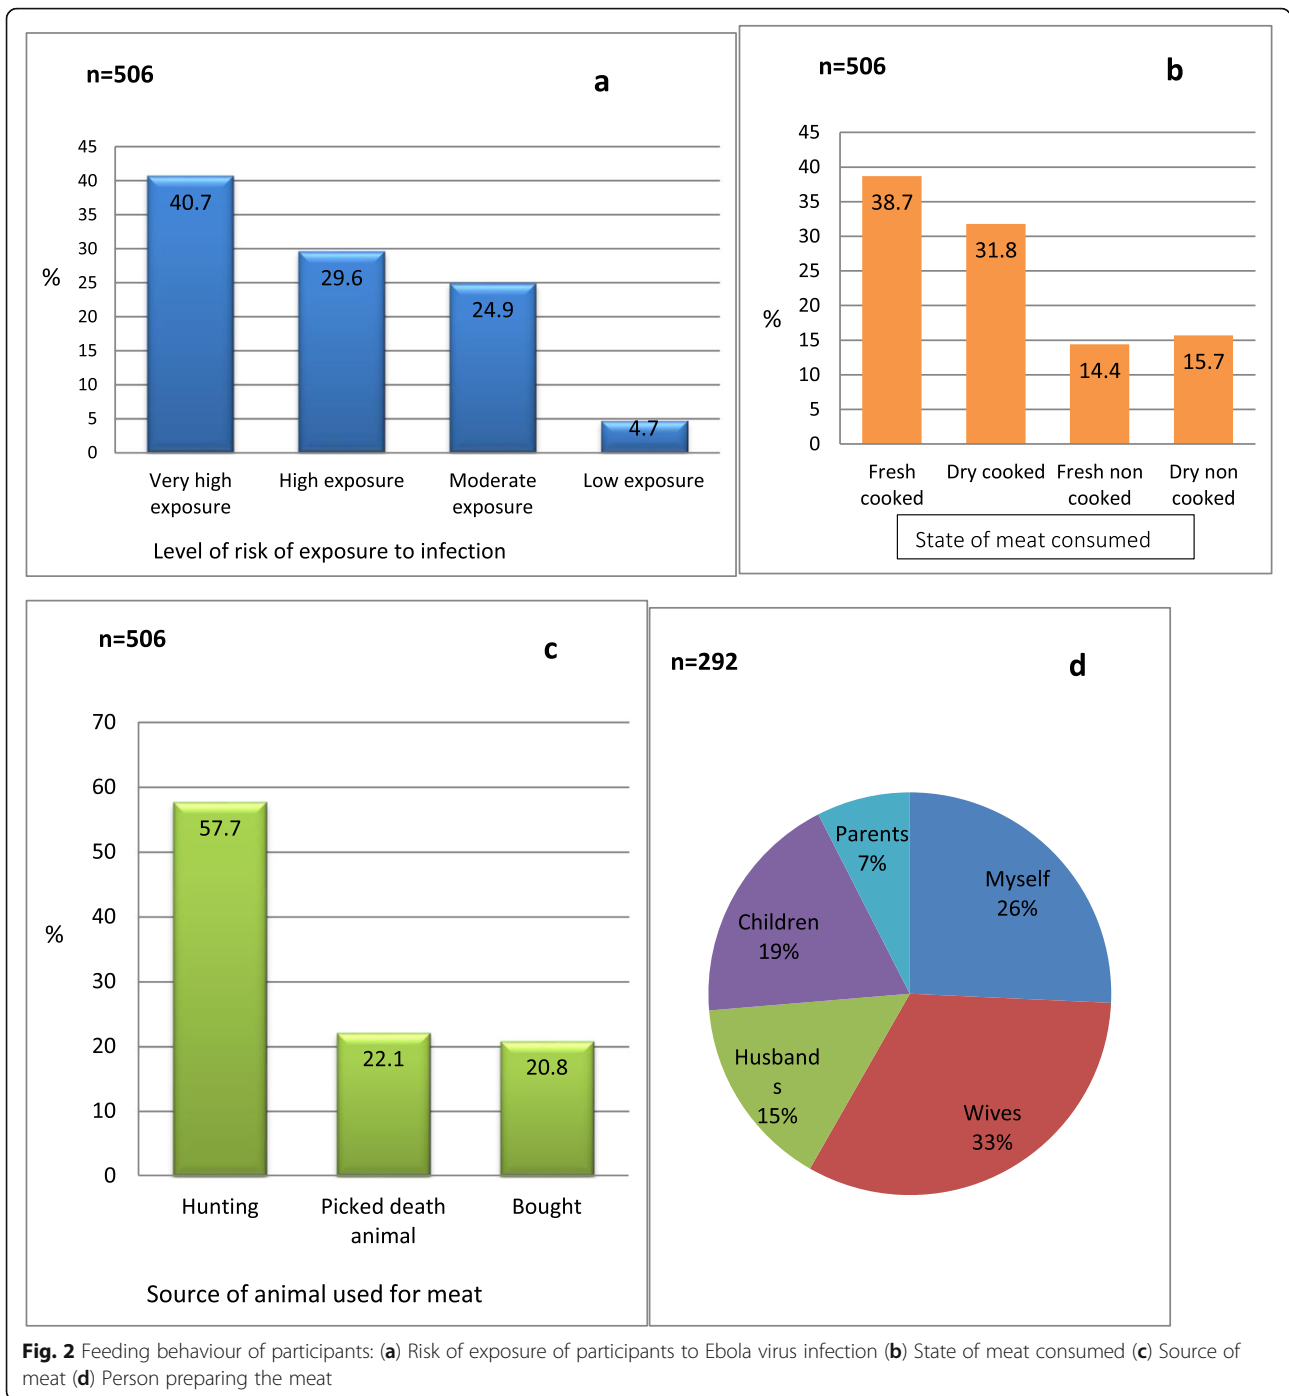 n=506
a
45
40
35
30
25
20
15
10
5
0
%
40.7
29.6
24.9
4.7
Very high
exposure
High exposure
Moderate
exposure
Low exposure
Level of risk of exposure to infection
n=506
b
45
40
35
30
25
20
15
10
5
0
%
38.7
31.8
14.4
15.7
Fresh
cooked
Dry cooked
Fresh non
cooked
Dry non
cooked
State of meat consumed
n=506
c
70
60
50
40
30
20
10
0
%
57.7
22.1
20.8
Hunting
Picked death
animal
Bought
Source of animal used for meat
n=292
d
Parents
7%
Myself
26%
Children
19%
Husband
s
15%
Wives
33%
Fig. 2 Feeding behaviour of participants: (a) Risk of exposure of participants to Ebola virus infection (b) State of meat consumed (c) Source of
meat (d) Person preparing the meat